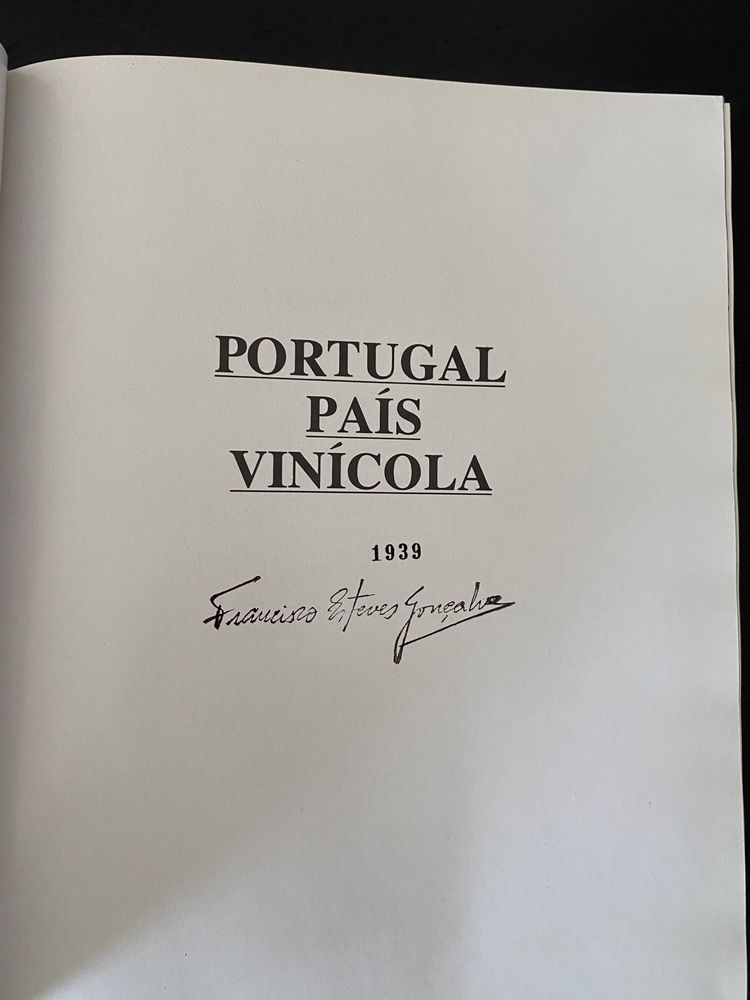 PORTUGAL
PAÍS
VINÍCOLA
1939
Francisco Esteves Gonçalves